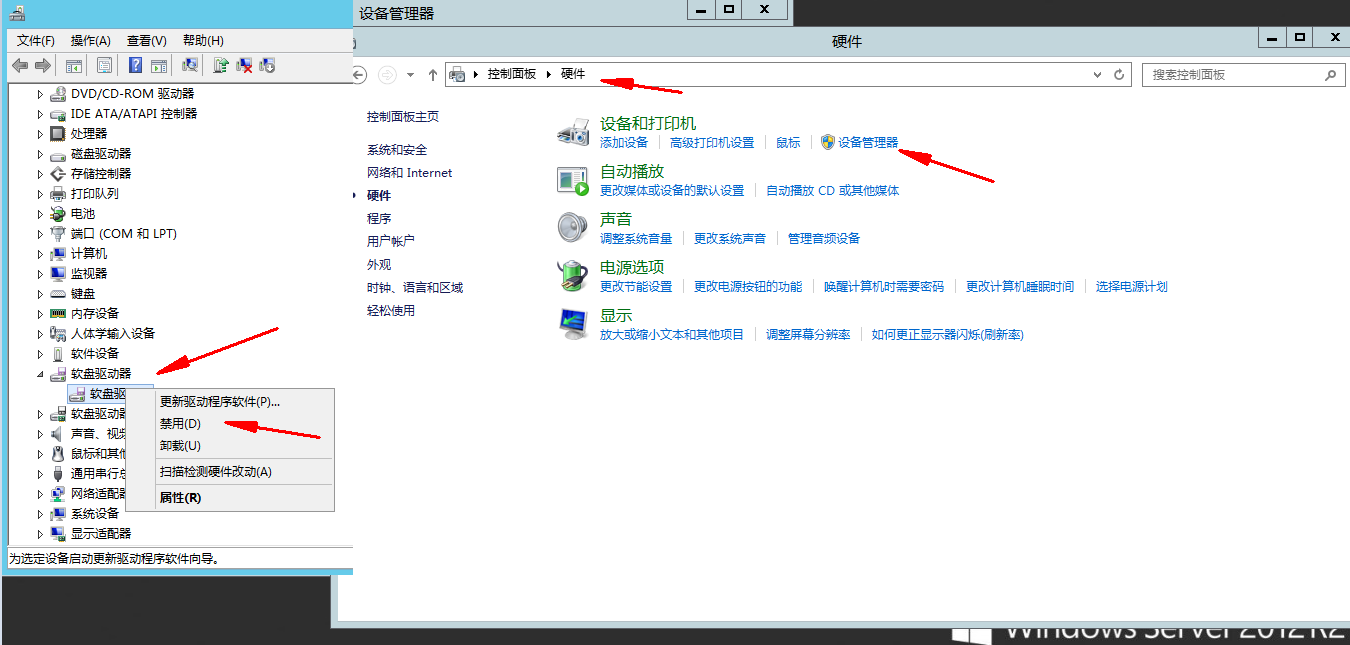 设备管理器
文件(F) 操作(A) 查看(V) 帮助(H)
DVD/CD-ROM 驱动器
IDE ATA/ATAPI 控制器
处理器
磁盘驱动器
存储控制器
打印队列
电池
端口 (COM 和 LPT)
计算机
监视器
键盘
内存设备
人体学输入设备
软件设备
软盘驱动器
软盘驱
软盘驱动器
声音、视频
鼠标和其他
通用串行总
网络适配器
系统设备
显示适配器
更新驱动程序软件(P)...
禁用(D)
卸载(U)
扫描检测硬件改动(A)
属性(R)
为选定设备启动更新驱动程序软件向导。
硬件
控制面板 硬件
搜索控制面板
控制面板主页
系统和安全
网络和 Internet
硬件
程序
用户帐户
外观
时钟、语言和区域
轻松使用
设备和打印机
添加设备 高级打印机设置 鼠标 设备管理器
自动播放
更改媒体或设备的默认设置 自动播放 CD 或其他媒体
声音
调整系统音量 更改系统声音 管理音频设备
电源选项
更改节能设置 更改电源按钮的功能 唤醒计算机时需要密码 更改计算机睡眠时间 选择电源计划
显示
放大或缩小文本和其他项目 调整屏幕分辨率 如何更正显示器闪烁(刷新率)
Windows Server 2012 R2